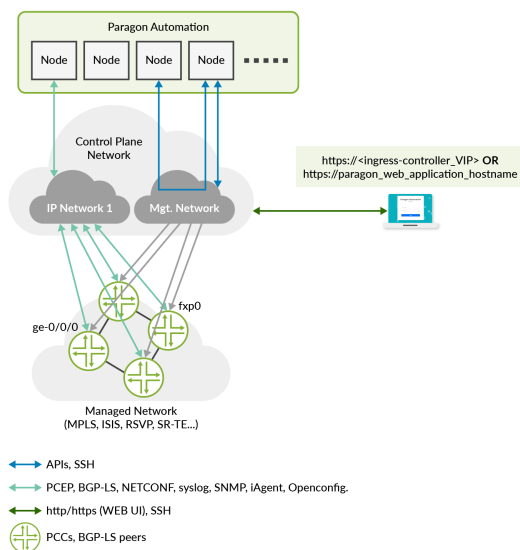 Paragon Automation
Node Node Node Node
Control Plane
Network
https://<ingress-controller_VIP> OR
https://paragon_web_application_hostname
IP Network 1 Mgt. Network
fxp0
ge-0/0/0
Managed Network
(MPLS, ISIS, RSVP, SR-TE...)
APIs, SSH
PCEP, BGP-LS, NETCONF, syslog, SNMP, iAgent, Openconfig.
http/https (WEB UI), SSH
PCCs, BGP-LS peers